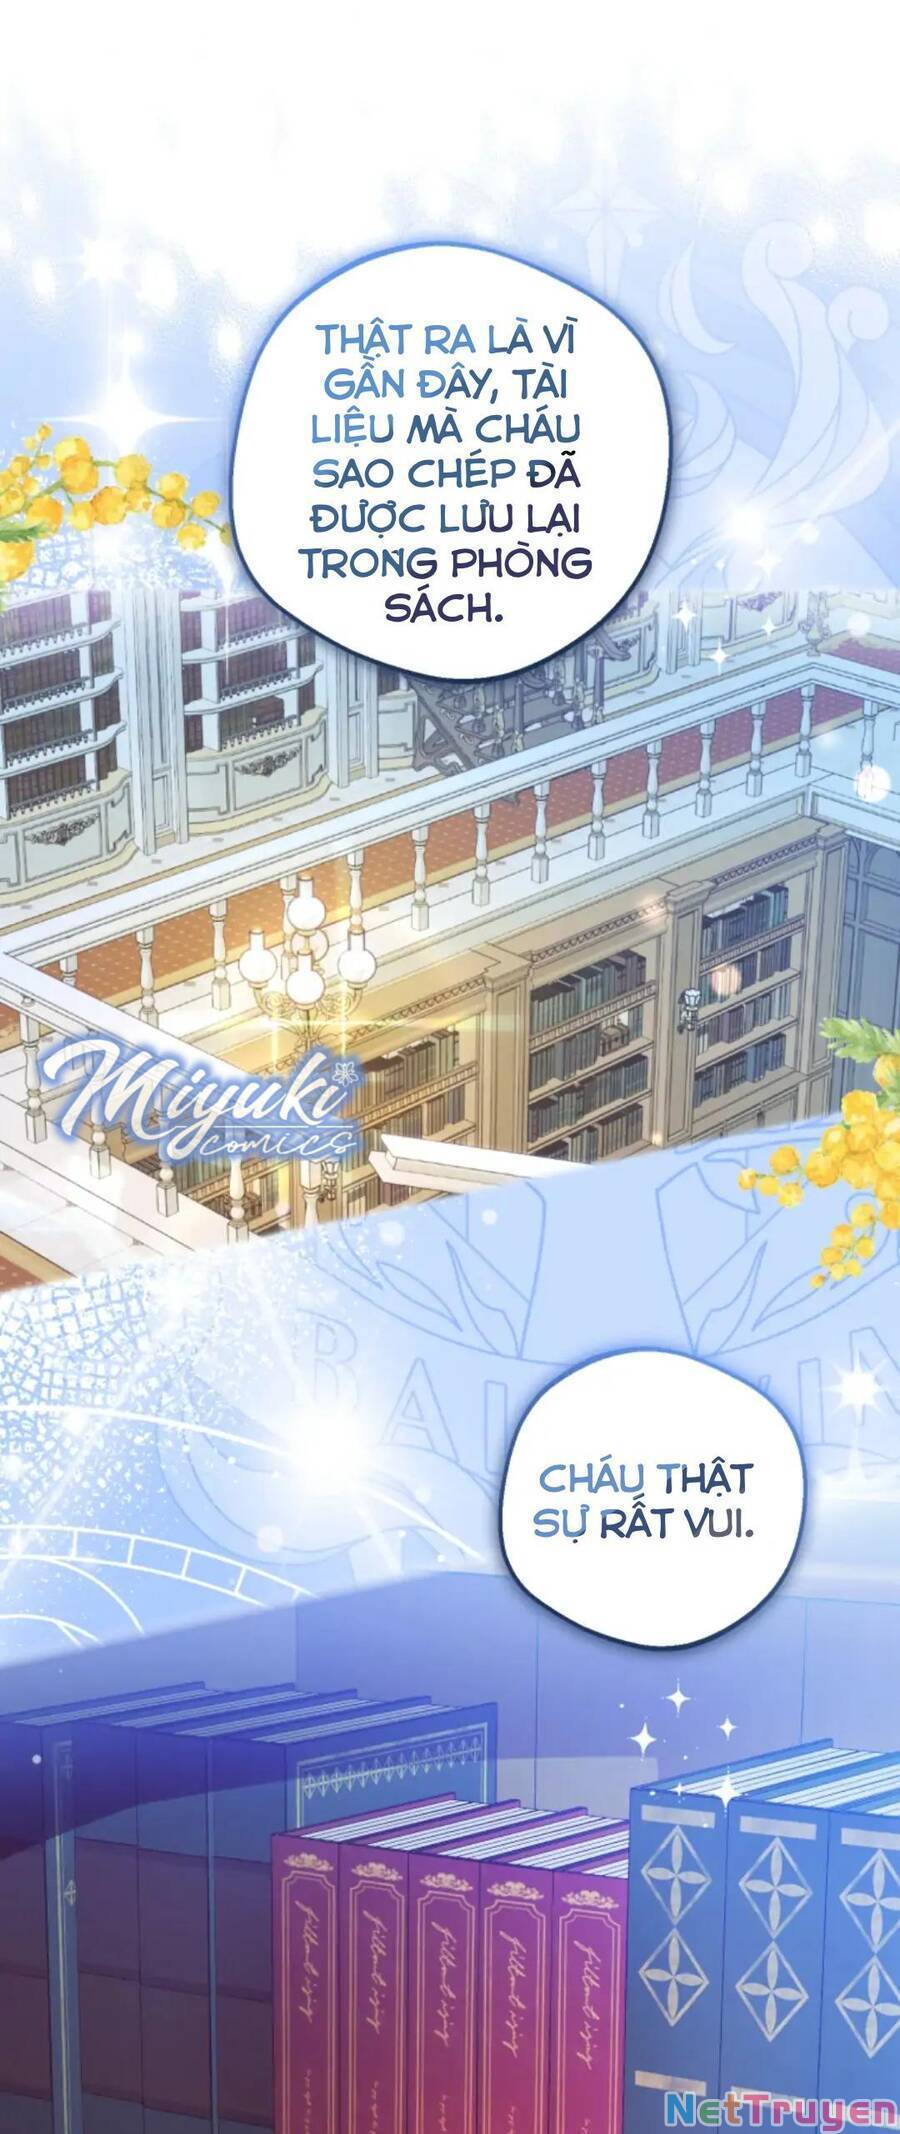 THẬT RA LÀ VÌ
GẦN ĐÂY, TÀI
LIỆU MÀ CHÁU
SAO CHÉP ĐÃ
ĐƯỢC LƯU LẠI
TRONG PHÒNG
SÁCH.
Miyuki
comics
BALDWIN
CHÁU THẬT
SỰ RẤT VUI.
NetTruyen